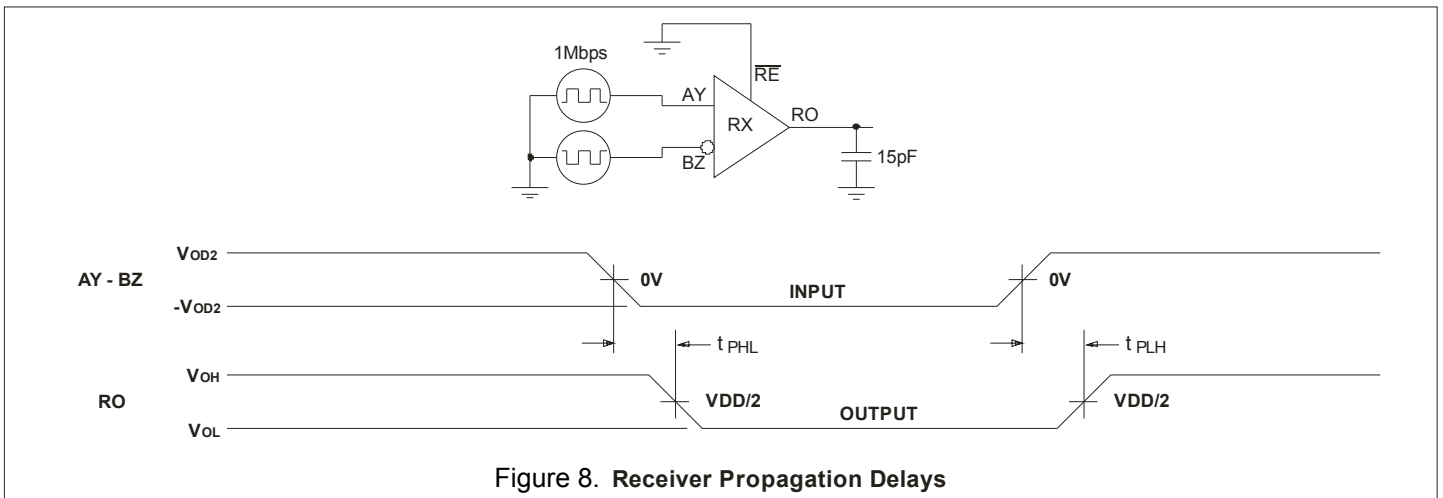 1Mbps
RE
AY
RO
RX
BZ
15pF
VOD2
AY - BZ
0V
0V
INPUT
-VOD2
t PHL
t PLH
VOH
RO
VDD/2
VDD/2
OUTPUT
VOL
Figure 8. Receiver Propagation Delays